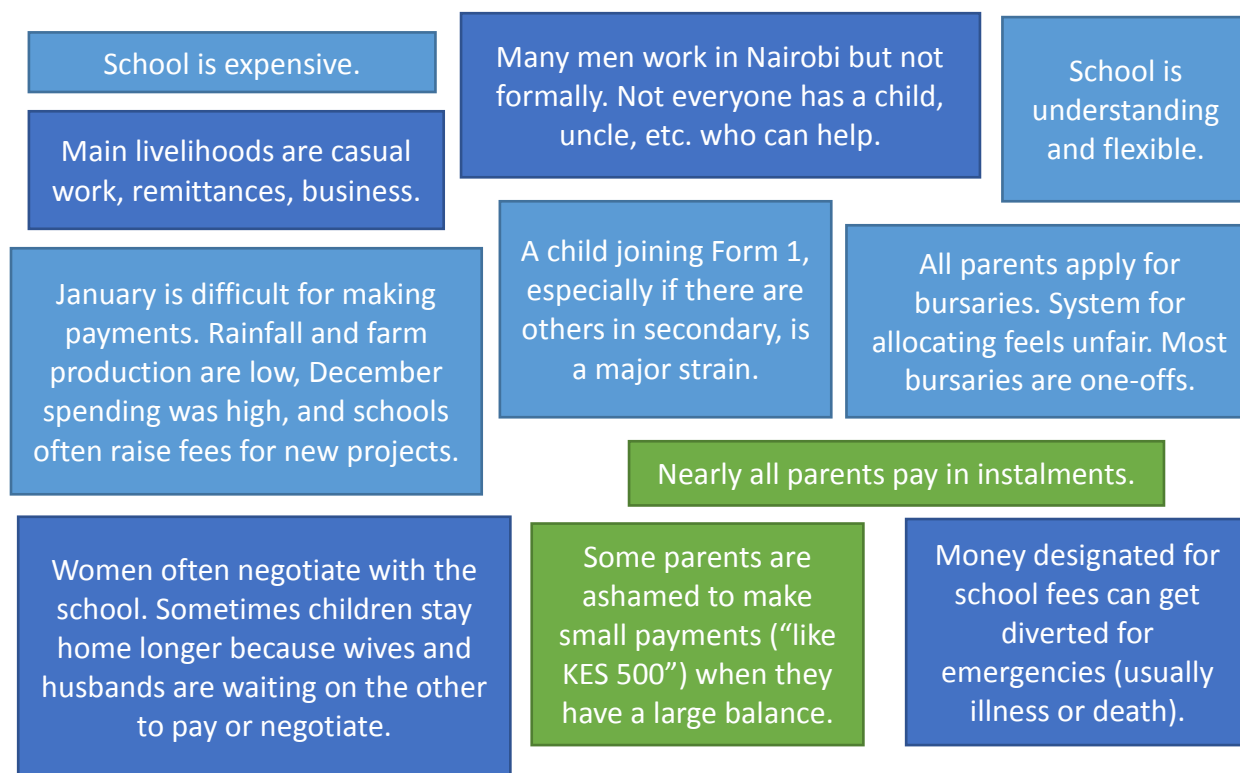 School is expensive.
Many men work in Nairobi but not
formally. Not everyone has a child,
uncle, etc. who can help.
School is
understanding
and flexible.
Main livelihoods are casual
work, remittances, business.
January is difficult for making
payments. Rainfall and farm
production are low, December
spending was high, and schools
often raise fees for new projects.
A child joining Form 1,
especially if there are
others in secondary, is
a major strain.
All parents apply for
bursaries. System for
allocating feels unfair. Most
bursaries are one-offs.
Nearly all parents pay in instalments.
Women often negotiate with the
school. Sometimes children stay
home longer because wives and
husbands are waiting on the other
to pay or negotiate.
Some parents are
ashamed to make
small payments (“like
KES 500”) when they
have a large balance.
Money designated for
school fees can get
diverted for
emergencies (usually
illness or death).